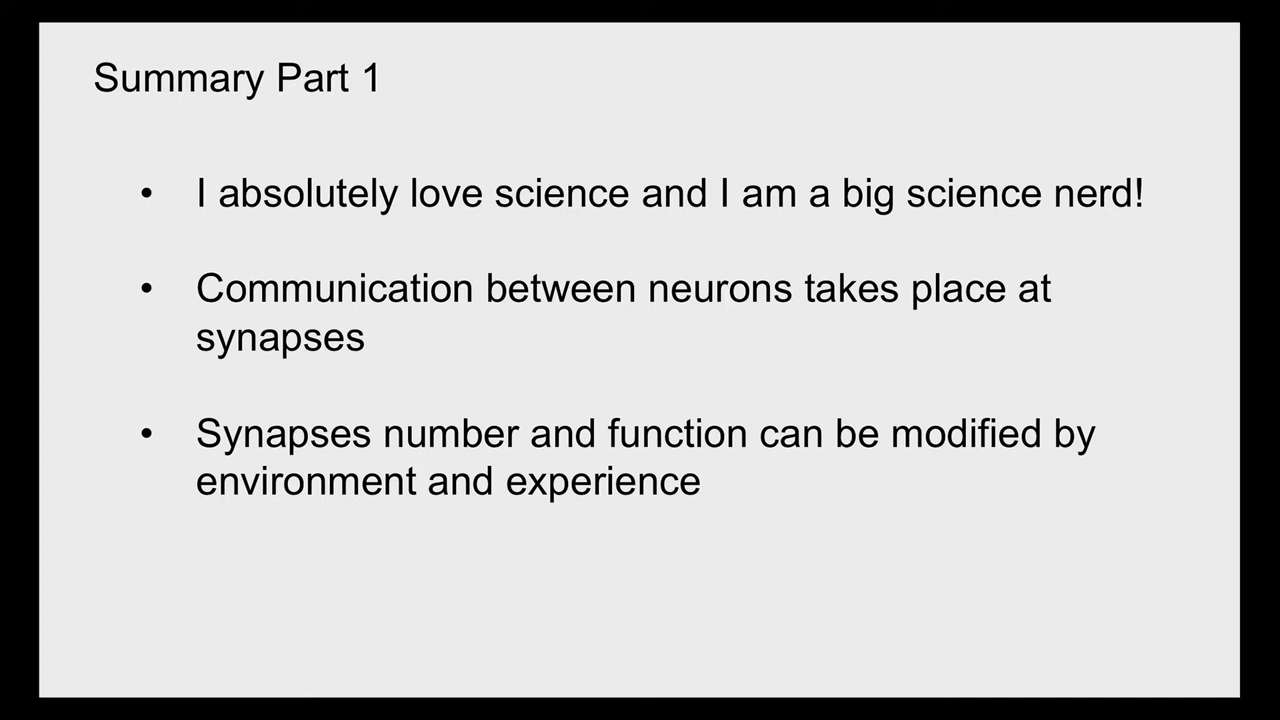 Summary Part 1
• I absolutely love science and I am a big science nerd!
• Communication between neurons takes place at
synapses
• Synapses number and function can be modified by
environment and experience